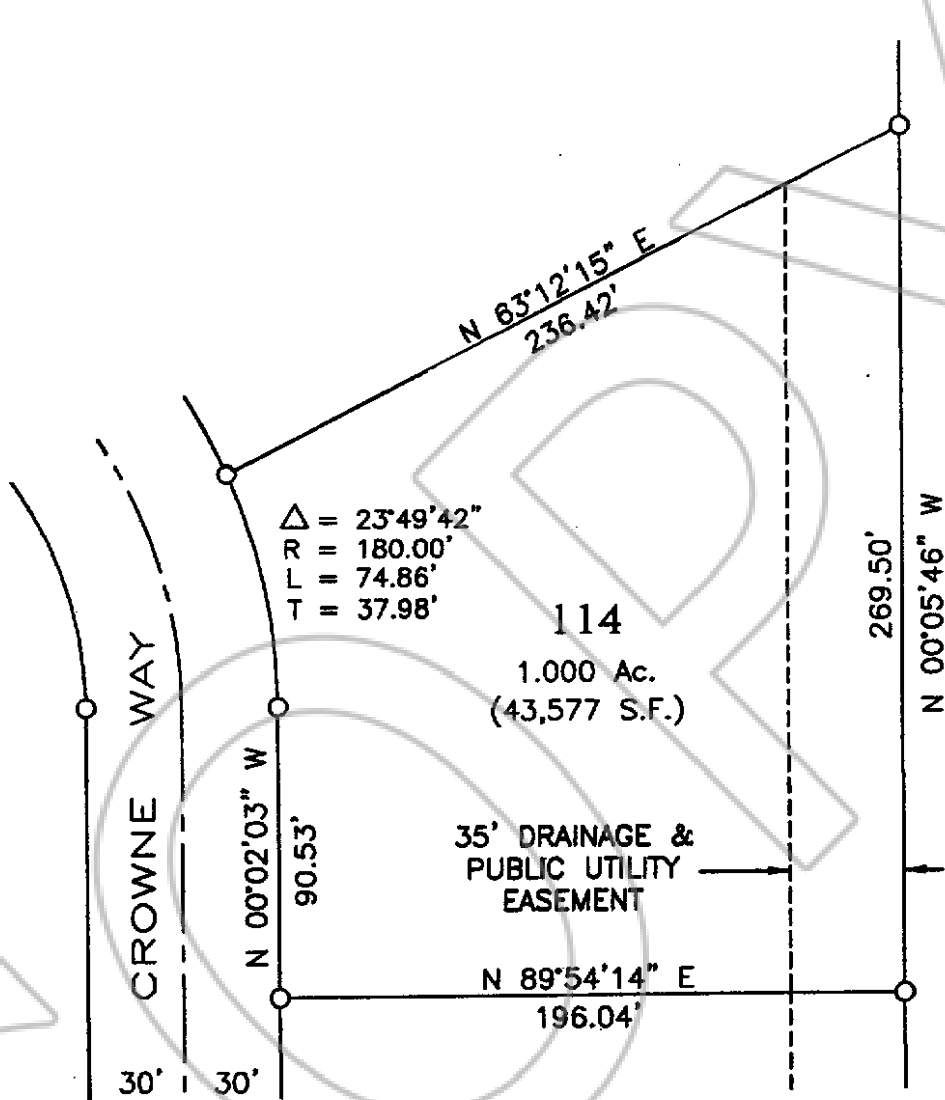 N 63°12'15" E
236.42'
Δ = 23°49'42"
R = 180.00'
L = 74.86'
T = 37.98'
114
1.000 Ac.
(43,577 S.F.)
269.50'
N 00°05'46" W
CROWNE WAY
N 00°02'03" W
90.53'
35' DRAINAGE &
PUBLIC UTILITY
EASEMENT
N 89°54'14" E
196.04'
30' 30'